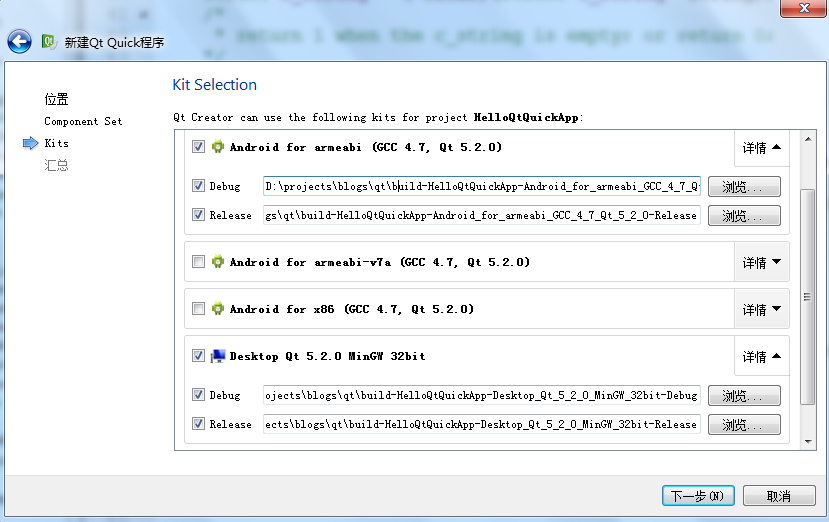 * return 1 when the c_string is empty; or return 0;
*/
新建Qt Quick程序
位置
Component Set
Kits
汇总
Kit Selection
Qt Creator can use the following kits for project HelloQtQuickApp:
Android for armeabi (GCC 4.7, Qt 5.2.0) 详情
Debug D:\projects\blogs\qt\build-HelloQtQuickApp-Android_for_armeabi_GCC_4_7_Q 浏览...
Release gs\qt\build-HelloQtQuickApp-Android_for_armeabi_GCC_4_7_Qt_5_2_0-Release 浏览...
Android for armeabi-v7a (GCC 4.7, Qt 5.2.0) 详情
Android for x86 (GCC 4.7, Qt 5.2.0) 详情
Desktop Qt 5.2.0 MinGW 32bit 详情
Debug ojects\blogs\qt\build-HelloQtQuickApp-Desktop_Qt_5_2_0_MinGW_32bit-Debug 浏览...
Release ects\blogs\qt\build-HelloQtQuickApp-Desktop_Qt_5_2_0_MinGW_32bit-Release 浏览...
下一步(N) 取消